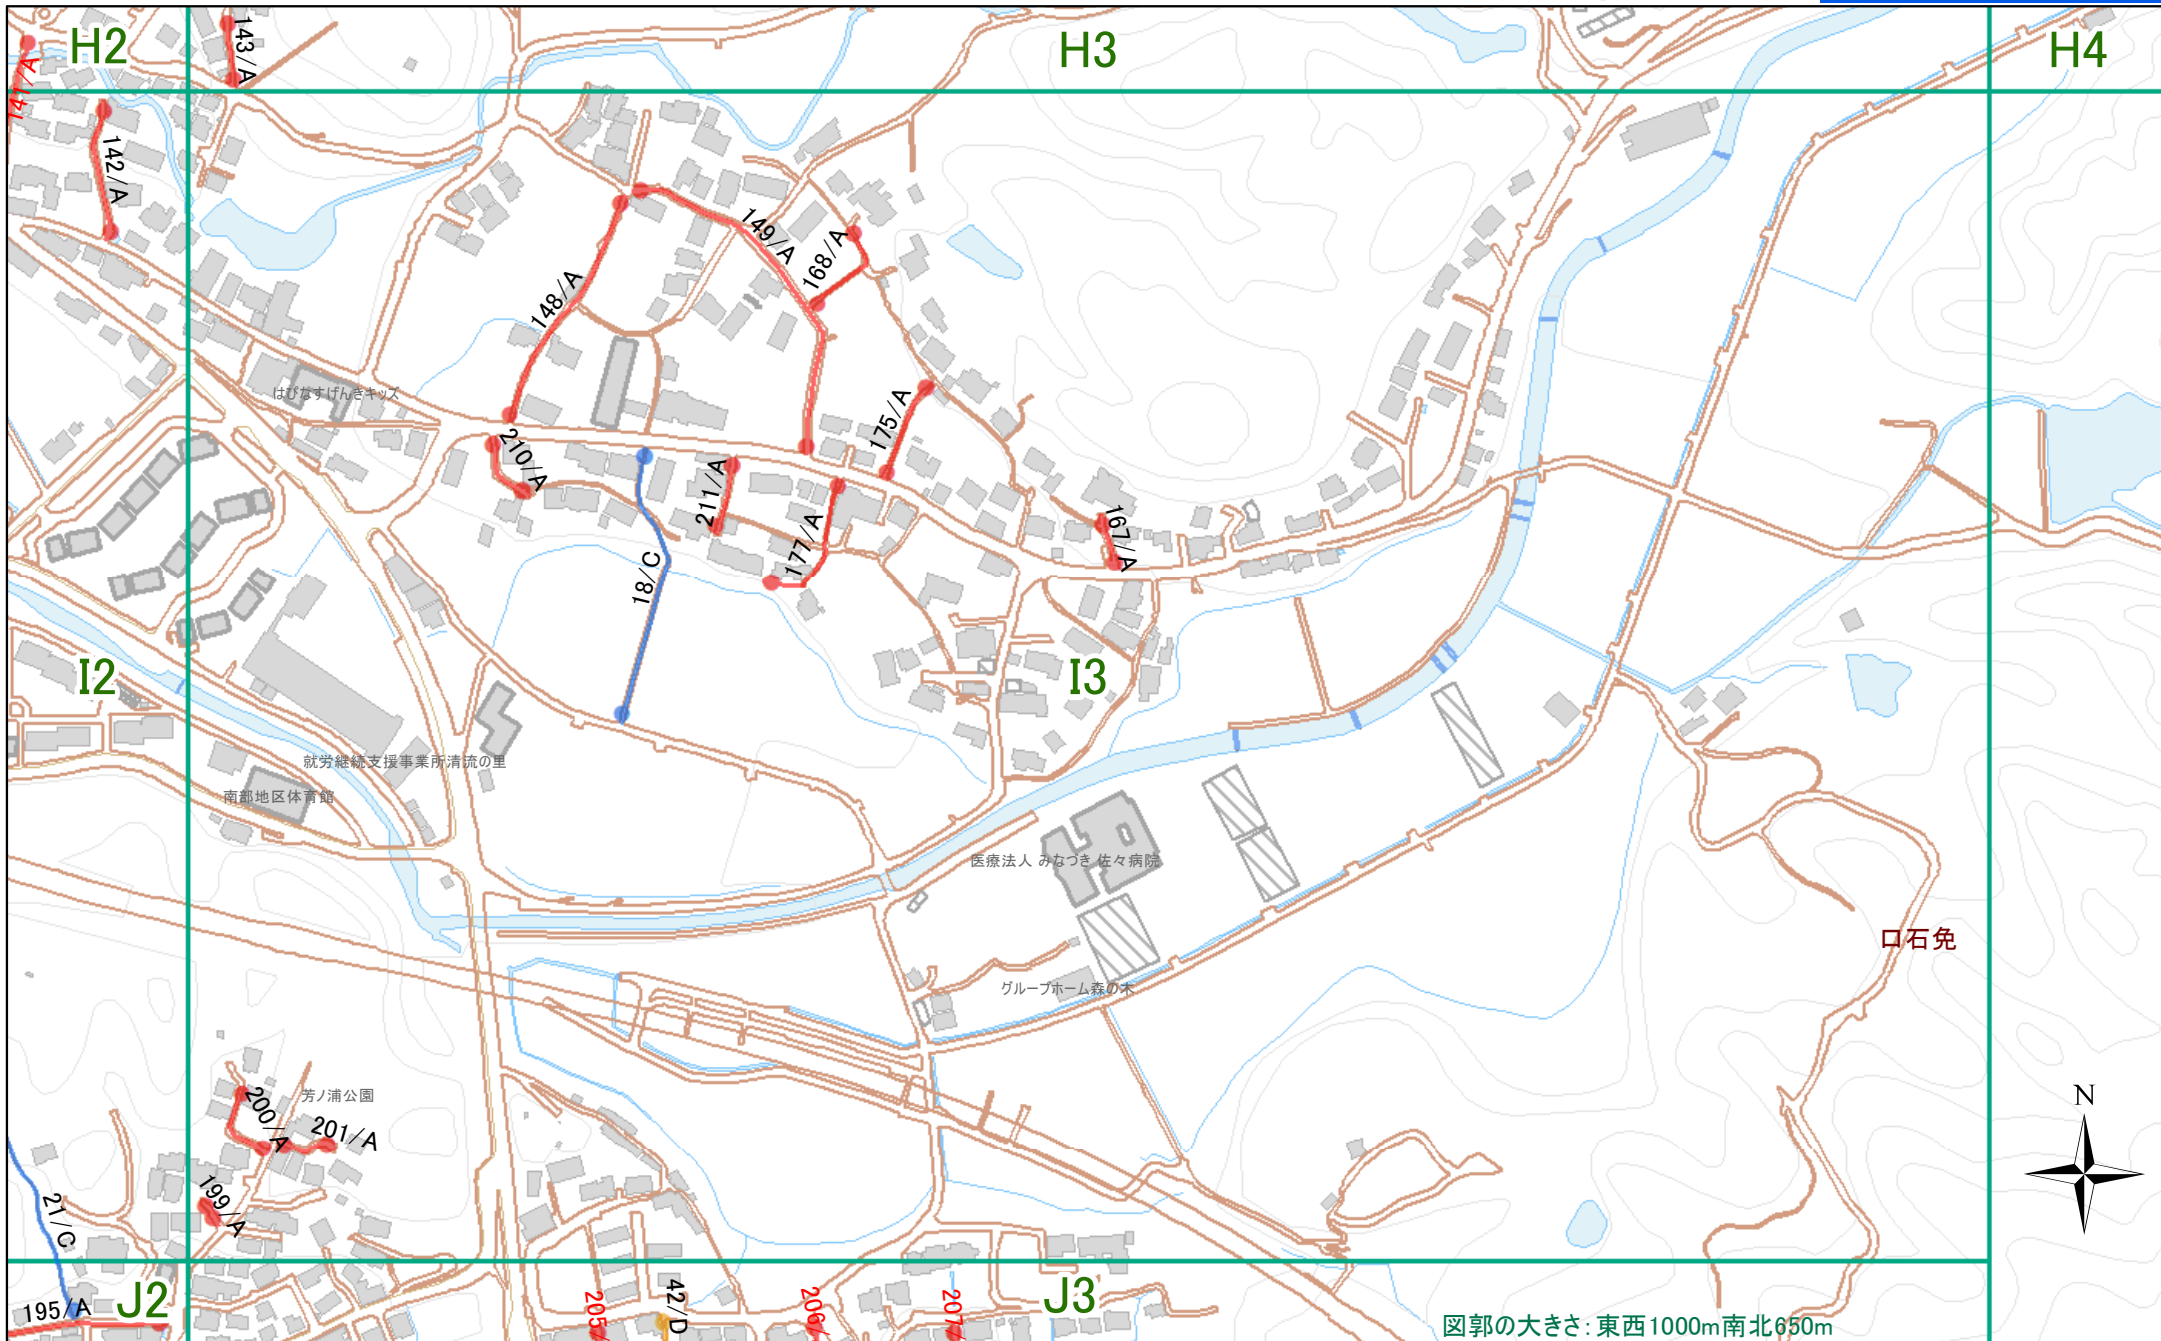 H2
H3
H4
143/A
141/A
142/A
149/A
168/A
148/A
はぴなすげんきキッズ
175/A
210/A
211/A
177/A
167/A
18/C
I2
I3
就労継続支援事業所清流の里
南部地区体育館
医療法人 みなづき 佐々病院
口石免
グループホーム森の木
芳ノ浦公園
200/A
201/A
199/A
21/C
N
195/A
J2
205/
42/D
206/
207/
J3
図郭の大きさ：東西1000m南北650m